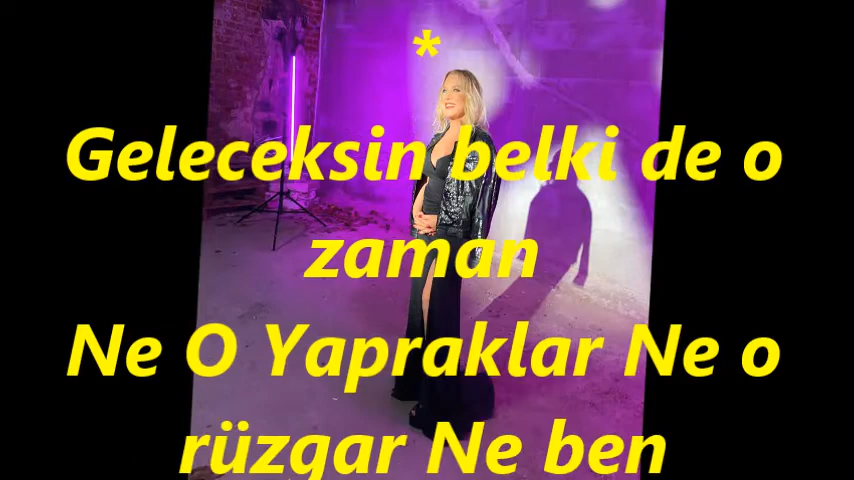 *
Geleceksin belki de o
zaman
Ne O Yapraklar Ne o
rüzgar Ne ben